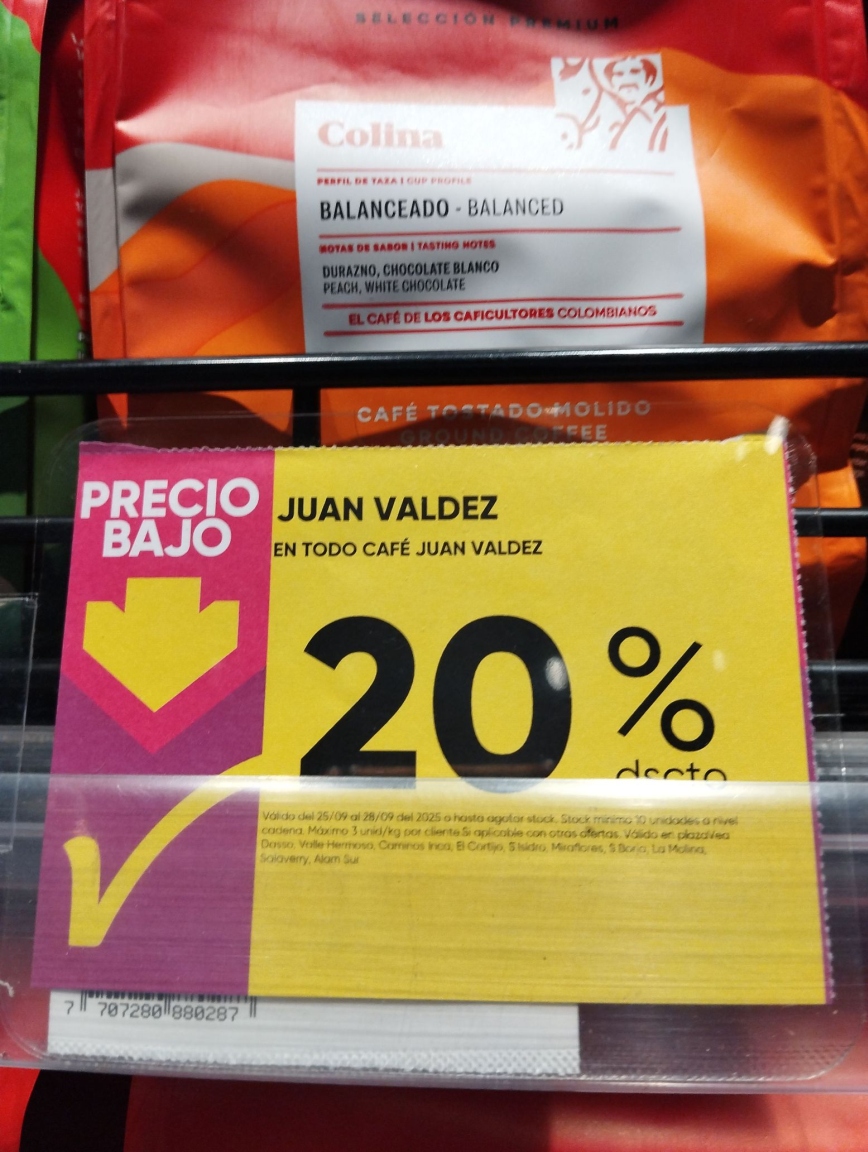 SELECCIÓN PREMIUM
Colina
PERFIL DE TAZA | CUP PROFILE
BALANCEADO - BALANCED
NOTAS DE SABOR | TASTING NOTES
DURAZNO, CHOCOLATE BLANCO
PEACH, WHITE CHOCOLATE
EL CAFÉ DE LOS CAFICULTORES COLOMBIANOS
CAFÉ TOSTADO MOLIDO
GROUND COFFEE
PRECIO
BAJO
JUAN VALDEZ
EN TODO CAFÉ JUAN VALDEZ
20%
dscto
Válido del 25/09 al 28/09 del 2025 o hasta agotar stock. Stock mínimo 10 unidades a nivel
cadena. Máximo 3 unid/kg por cliente.Si aplicable con otras ofertas. Válido en plazaVea
Dasso, Valle Hermoso, Caminos Inca, El Cortijo, S Isidro, Miraflores, S Borja, La Molina,
Salaverry, Alam Sur
7 707280 880287